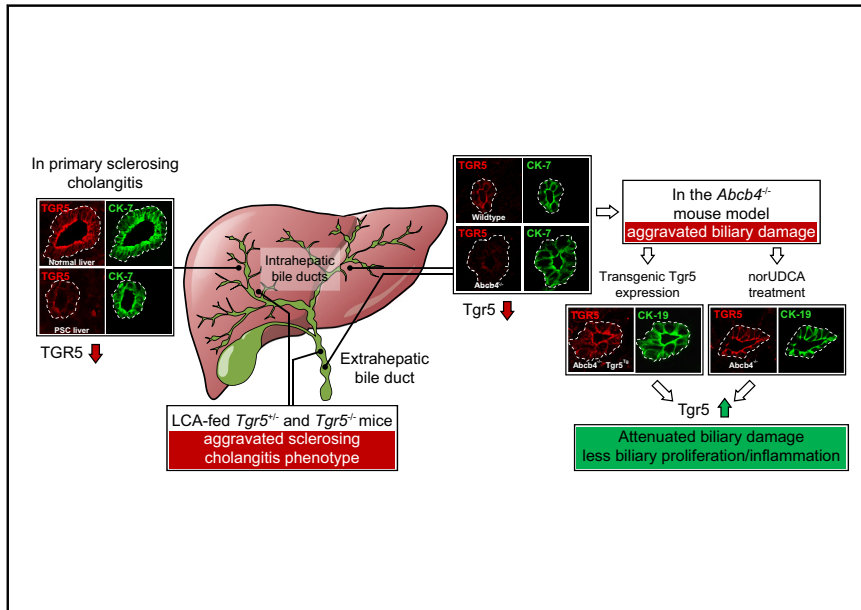 In primary sclerosing
cholangitis
TGR5
CK-7
Normal liver
TGR5
CK-7
PSC liver
TGR5
Intrahepatic
bile ducts
Extrahepatic
bile duct
LCA-fed Tgr5+/- and Tgr5-/- mice
aggravated sclerosing
cholangitis phenotype
TGR5
CK-7
Wildtype
TGR5
CK-7
Abcb4-/-
Tgr5
In the Abcb4-/-
mouse model
aggravated biliary damage
Transgenic Tgr5
expression
norUDCA
treatment
TGR5
CK-19
Abcb4-/- Tgr5Tg
TGR5
CK-19
Abcb4-/-
Tgr5
Attenuated biliary damage
less biliary proliferation/inflammation